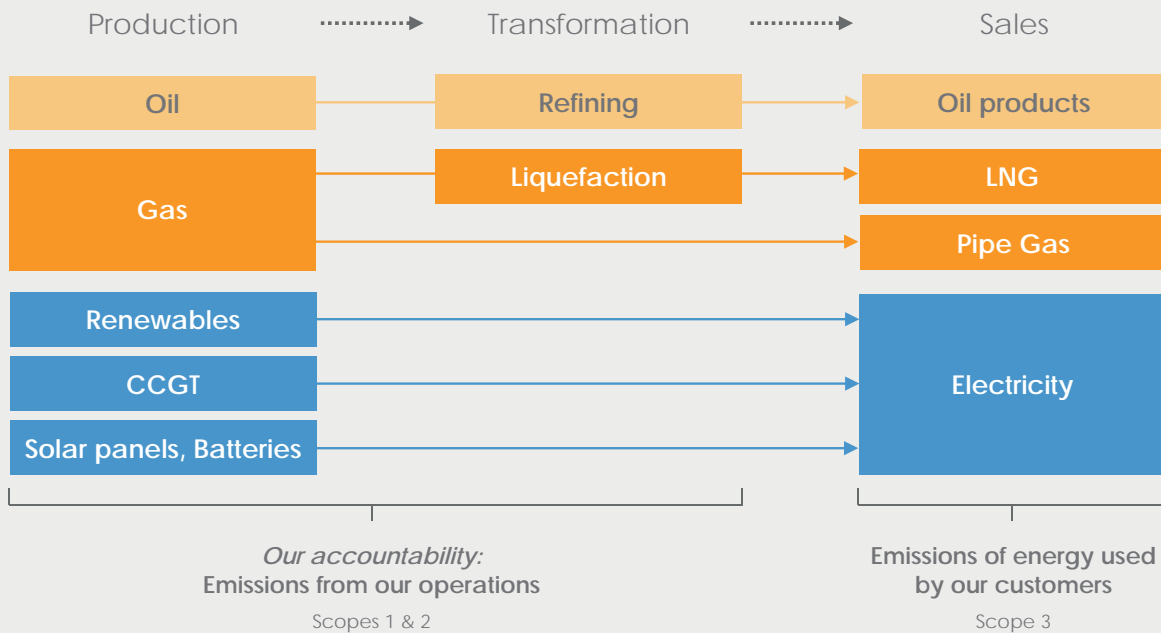 Production
Transformation
Sales
Oil
Refining
Oil products
Gas
Liquefaction
LNG
Pipe Gas
Renewables
CCGT
Solar panels, Batteries
Electricity
Our accountability:
Emissions from our operations
Scopes 1 & 2
Emissions of energy used
by our customers
Scope 3